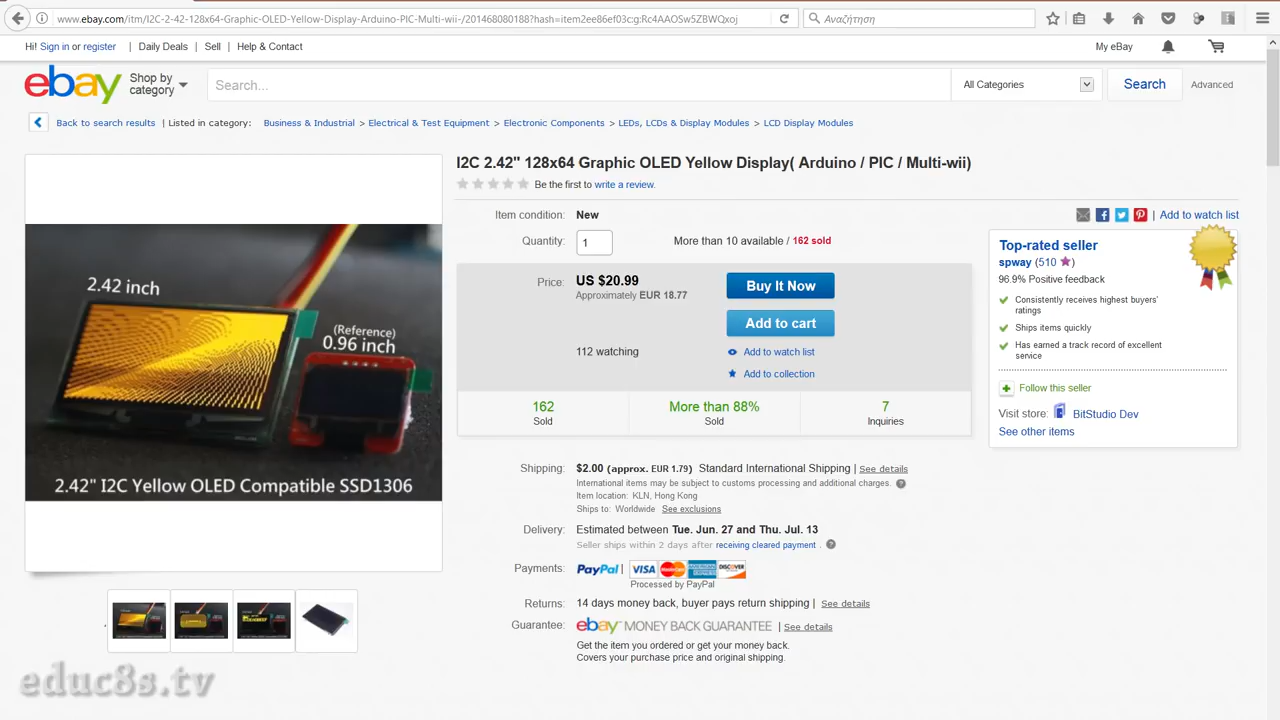 www.ebay.com/itm/I2C-2-42-128x64-Graphic-OLED-Yellow-Display-Arduino-PIC-Multi-wii-/201468080188?hash=item2ee86ef03c:g:Rc4AAOSw5ZBWQxoj
Αναζήτηση
Hi! Sign in or register | Daily Deals | Sell | Help & Contact
My eBay
ebay
Shop by category
Search...
All Categories
Search
Advanced
Back to search results | Listed in category: Business & Industrial > Electrical & Test Equipment > Electronic Components > LEDs, LCDs & Display Modules > LCD Display Modules
2.42 inch
(Reference)
0.96 inch
2.42" I2C Yellow OLED Compatible SSD1306
I2C 2.42" 128x64 Graphic OLED Yellow Display( Arduino / PIC / Multi-wii)
Be the first to write a review.
Item condition: New
Quantity: 1 More than 10 available / 162 sold
Price: US $20.99
Approximately EUR 18.77
Buy It Now
Add to cart
112 watching
Add to watch list
Add to collection
162 Sold
More than 88% Sold
7 Inquiries
Shipping: $2.00 (approx. EUR 1.79) Standard International Shipping | See details
International items may be subject to customs processing and additional charges.
Item location: KLN, Hong Kong
Ships to: Worldwide See exclusions
Delivery: Estimated between Tue. Jun. 27 and Thu. Jul. 13
Seller ships within 2 days after receiving cleared payment .
Payments: PayPal | VISA MasterCard DISCOVER
Processed by PayPal
Returns: 14 days money back, buyer pays return shipping | See details
Guarantee: ebay MONEY BACK GUARANTEE | See details
Get the item you ordered or get your money back.
Covers your purchase price and original shipping.
| Add to watch list
Top-rated seller
spway (510 )
96.9% Positive feedback
Consistently receives highest buyers'
ratings
Ships items quickly
Has earned a track record of excellent
service
Follow this seller
Visit store: BitStudio Dev
See other items
educ8s.tv